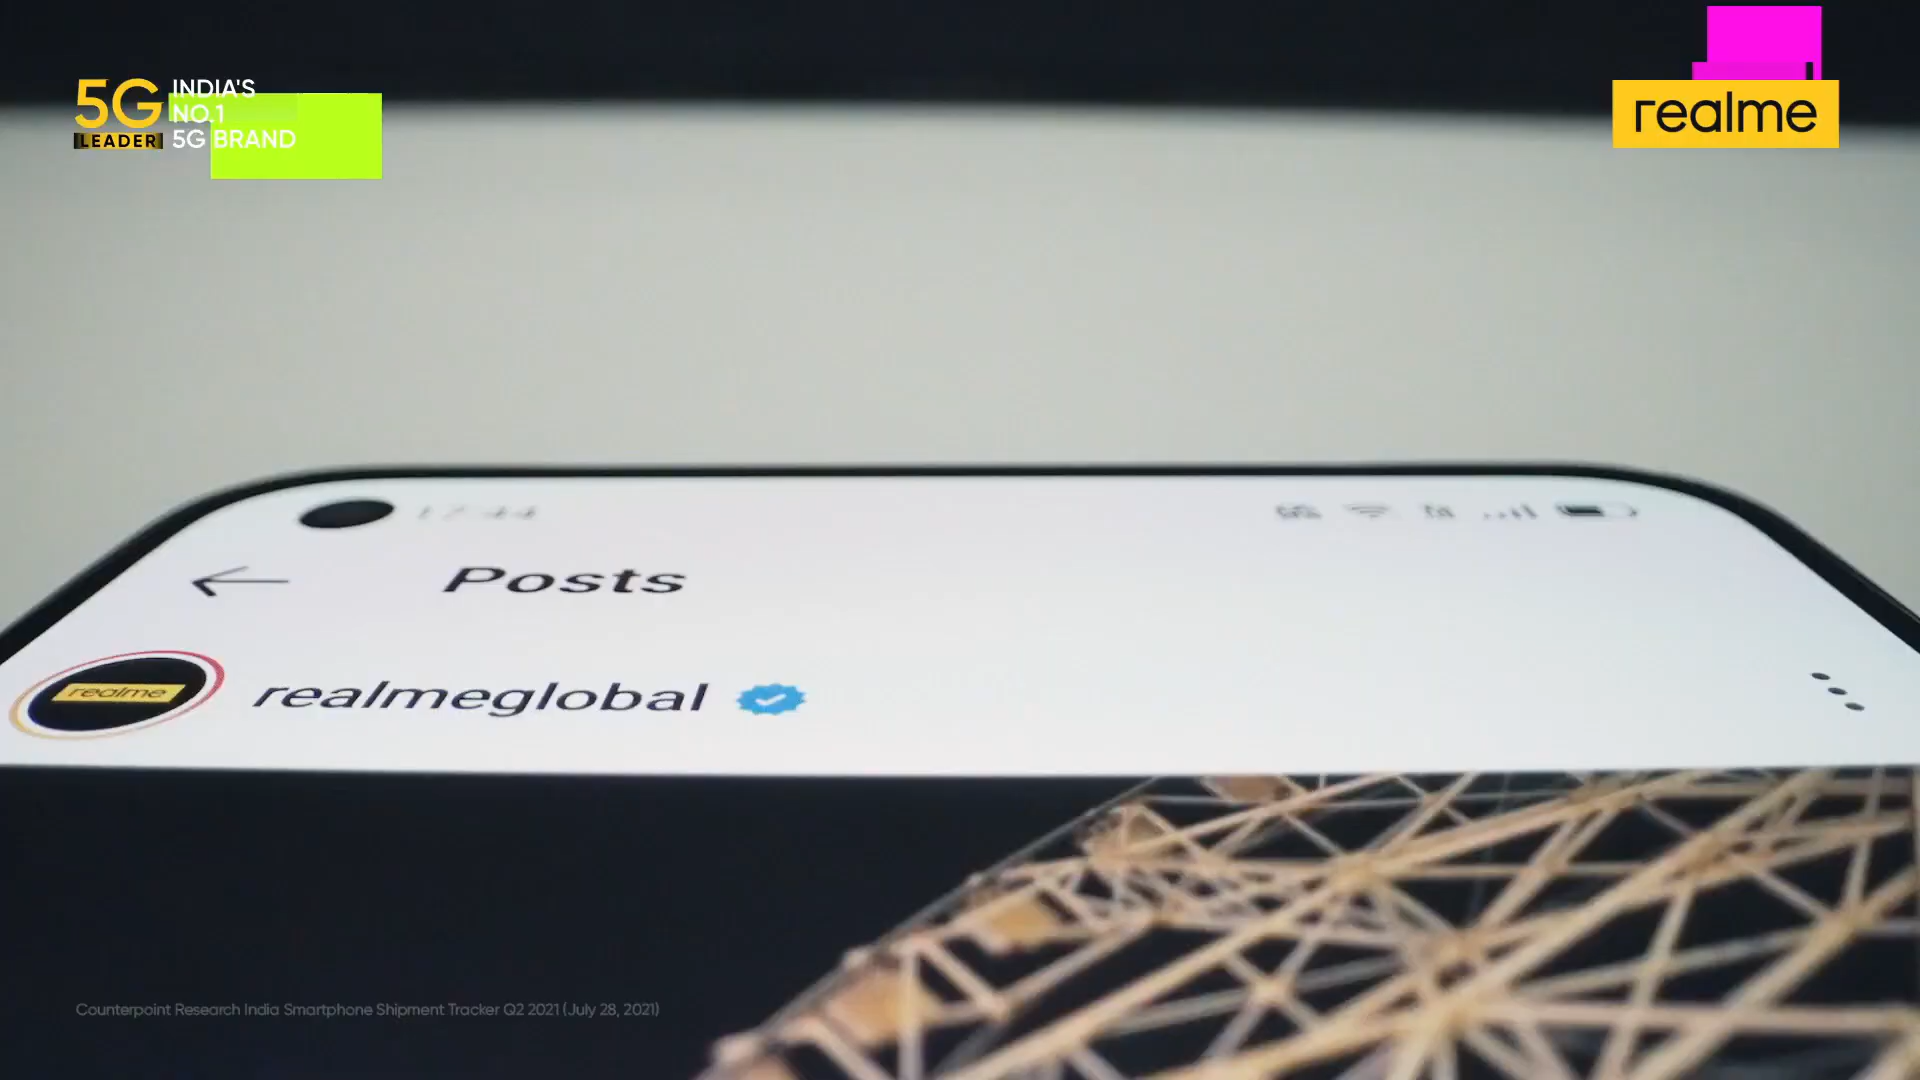 5G
LEADER
INDIA'S
NO.1
5G BRAND
realme
Posts
realme
realmeglobal
Counterpoint Research India Smartphone Shipment Tracker Q2 2021 (July 28, 2021)